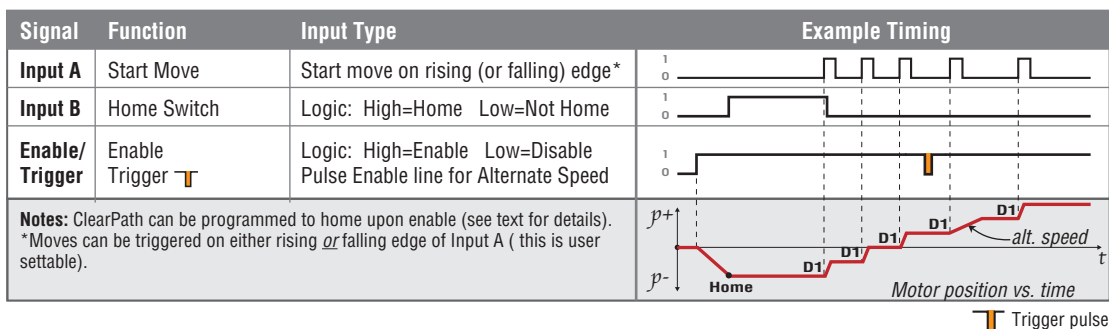 Signal Function Input Type Example Timing
Input A Start Move Start move on rising (or falling) edge*
1
0
Input B Home Switch Logic: High=Home Low=Not Home
1
0
Enable/ Enable Logic: High=Enable Low=Disable
Trigger Trigger Pulse Enable line for Alternate Speed
1
0
Notes: ClearPath can be programmed to home upon enable (see text for details).
*Moves can be triggered on either rising or falling edge of Input A ( this is user
settable).
p+
p-
Home
D1
D1
D1
D1
D1
alt. speed
t
Motor position vs. time
Trigger pulse